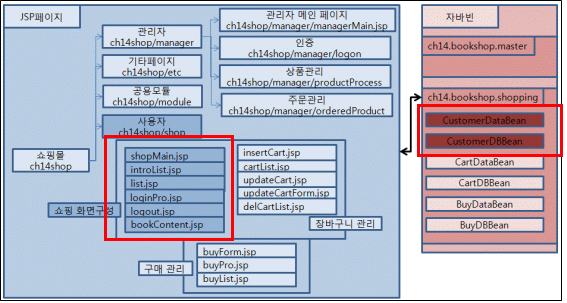 JSP페이지
관리자
ch14shop/manager
관리자 메인 페이지
ch14shop/manager/managerMain.jsp
인증
ch14shop/manager/logon
상품관리
ch14shop/manager/productProcess
주문관리
ch14shop/manager/orderedProduct
기타페이지
ch14shop/etc
공용모듈
ch14shop/module
사용자
ch14shop/shop
쇼핑몰
ch14shop
shopMain.jsp
introList.jsp
list.jsp
loginPro.jsp
logout.jsp
bookContent.jsp
쇼핑 화면구성
insertCart.jsp
cartList.jsp
updateCart.jsp
updateCartForm.jsp
delCartList.jsp
장바구니 관리
구매 관리
buyForm.jsp
buyPro.jsp
buyList.jsp
자바빈
ch14.bookshop.master
ch14.bookshop.shopping
CustomerDataBean
CustomerDBBean
CartDataBean
CartDBBean
BuyDataBean
BuyDBBean